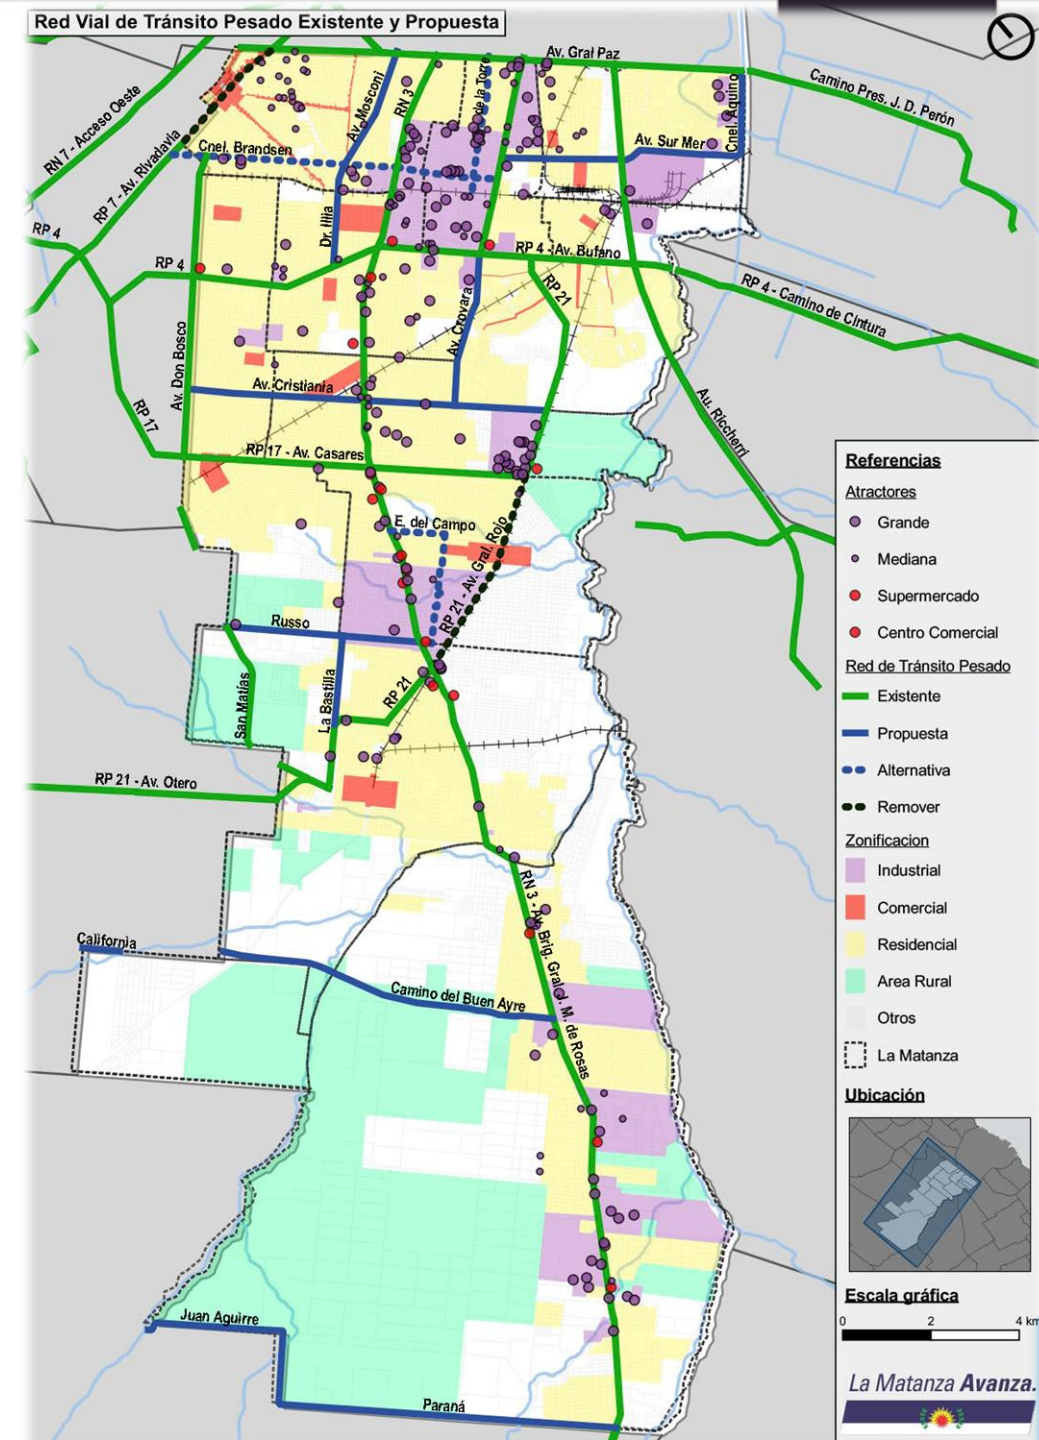 Red Vial de Tránsito Pesado Existente y Propuesta
Av. Gral Paz
Camino Pres. J. D. Perón
RN 7 - Acceso Oeste
Av. Mosconi
RN 3
de la Torre
Cnel. Aquino
RP 7 - Av. Rivadavia
Cnel. Brandsen
Av. Sur Mer
RP 4
Dr. Illia
RP 4 - Av. Bufano
RP 4
RP 21
RP 4 - Camino de Cintura
Av. Crovara
Av. Don Bosco
Av. Cristianía
RP 17
Au. Riccherri
RP 17 - Av. Casares
E. del Campo
RP 21 - Av. Gral. Rojo
Russo
San Matías
La Bastilla
RP 21
RP 21 - Av. Otero
RN 3 - Av. Brig. Gral J. M. de Rosas
California
Camino del Buen Ayre
Juan Aguirre
Paraná
Referencias
Atractores
Grande
Mediana
Supermercado
Centro Comercial
Red de Tránsito Pesado
Existente
Propuesta
Alternativa
Remover
Zonificacion
Industrial
Comercial
Residencial
Area Rural
Otros
La Matanza
Ubicación
Escala gráfica
0 2 4 km
La Matanza Avanza.